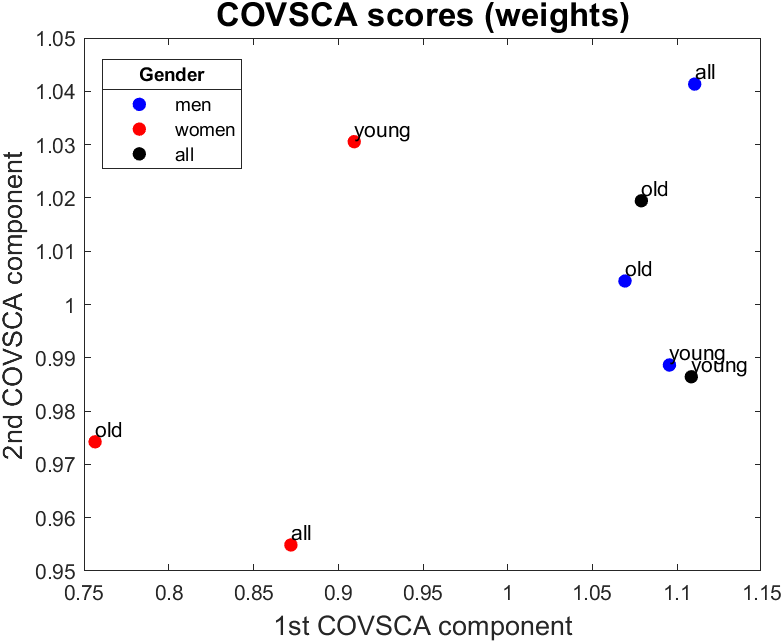 COVSCA scores (weights)
1.05
1.04
1.03
1.02
1.01
1
0.99
0.98
0.97
0.96
0.95
2nd COVSCA component
Gender
men
women
all
all
young
old
old
young
young
old
all
0.75
0.8
0.85
0.9
0.95
1
1.05
1.1
1.15
1st COVSCA component